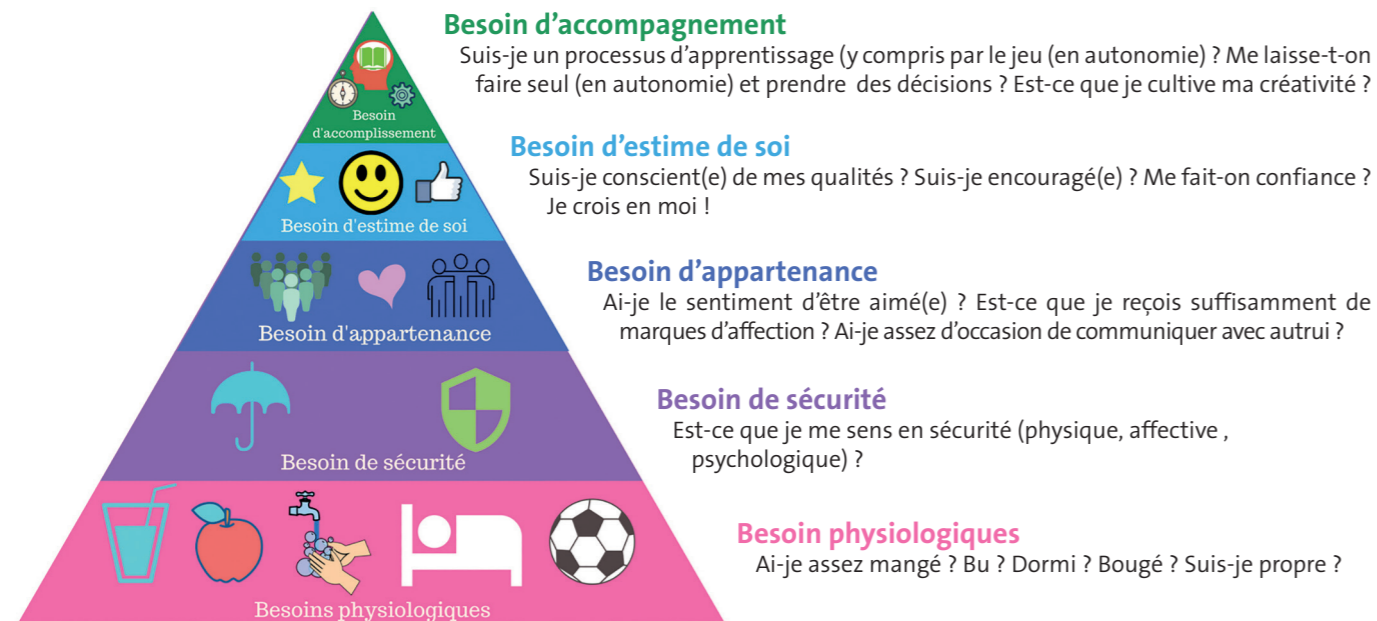 Besoin d’accompagnement
Suis-je un processus d’apprentissage (y compris par le jeu (en autonomie) ? Me laisse-t-on
faire seul (en autonomie) et prendre des décisions ? Est-ce que je cultive ma créativité ?
Besoin
d'accomplissement
Besoin d’estime de soi
Suis-je conscient(e) de mes qualités ? Suis-je encouragé(e) ? Me fait-on confiance ?
Je crois en moi !
Besoin d'estime de soi
Besoin d’appartenance
Ai-je le sentiment d’être aimé(e) ? Est-ce que je reçois suffisamment de
marques d’affection ? Ai-je assez d’occasion de communiquer avec autrui ?
Besoin d'appartenance
Besoin de sécurité
Est-ce que je me sens en sécurité (physique, affective ,
psychologique) ?
Besoin de sécurité
Besoin physiologiques
Ai-je assez mangé ? Bu ? Dormi ? Bougé ? Suis-je propre ?
Besoins physiologiques